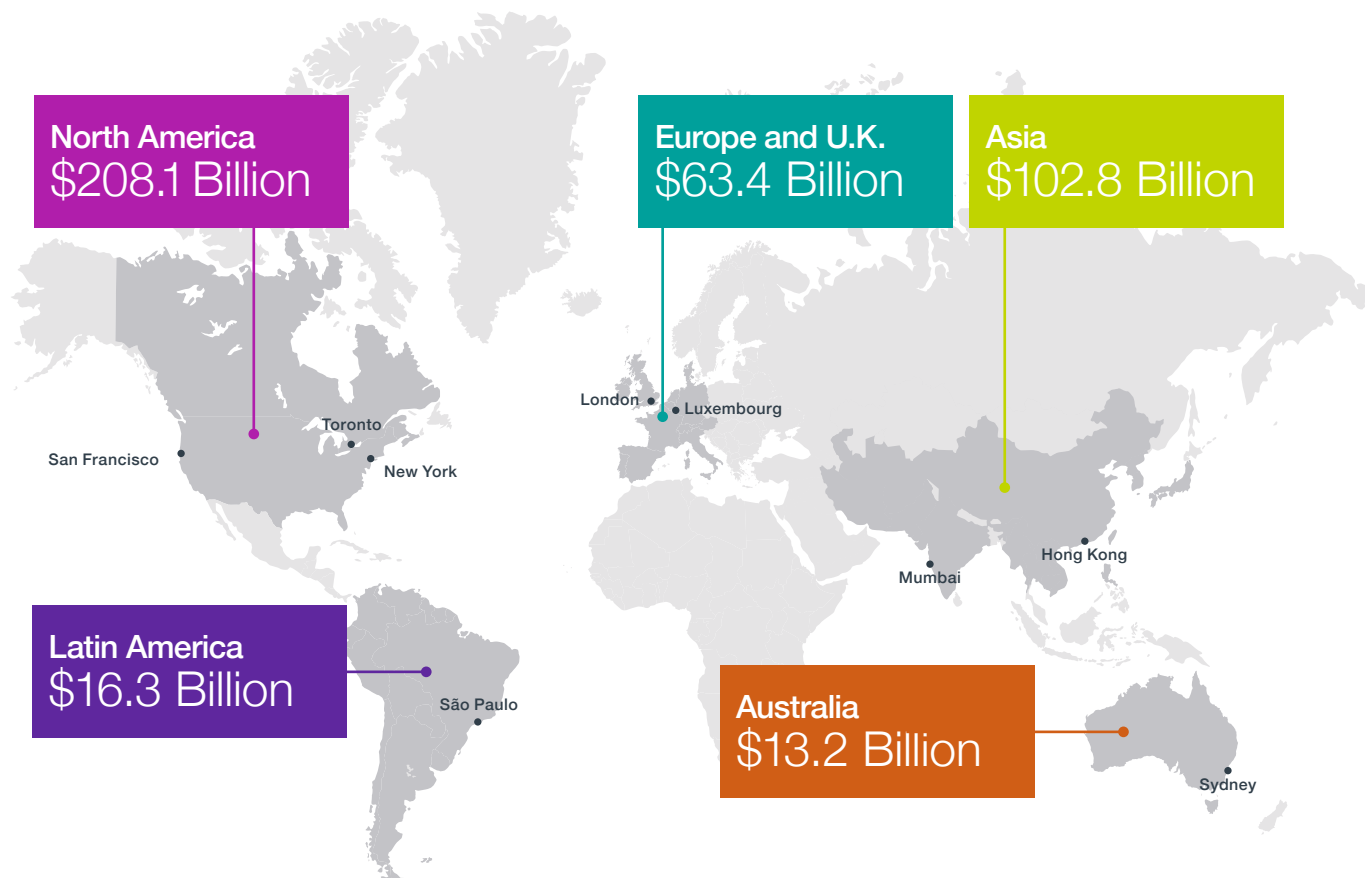 North America
$208.1 Billion
Europe and U.K.
$63.4 Billion
Asia
$102.8 Billion
London
Luxembourg
Toronto
San Francisco
New York
Hong Kong
Mumbai
Latin America
$16.3 Billion
São Paulo
Australia
$13.2 Billion
Sydney